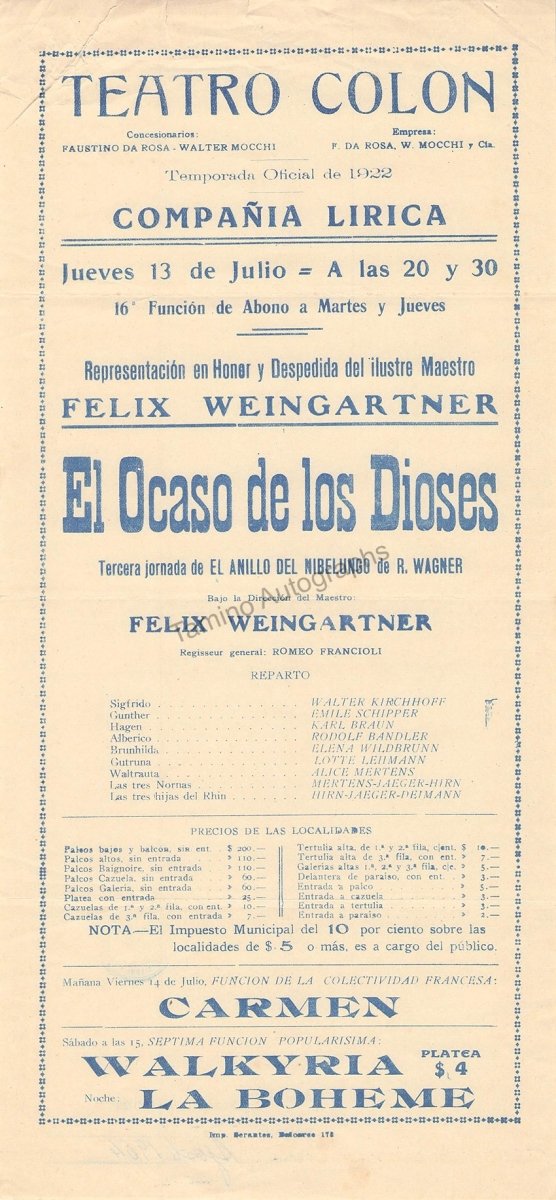 TEATRO COLON
Concesionarios:
FAUSTINO DA ROSA - WALTER MOCCHI
Empresa:
F. DA ROSA, W. MOCCHI y Cía.
Temporada Oficial de 1922
COMPAÑIA LIRICA
Jueves 13 de Julio = A las 20 y 30
16ª Función de Abono a Martes y Jueves
Representación en Honor y Despedida del ilustre Maestro
FELIX WEINGARTNER
El Ocaso de los Dioses
Tercera jornada de EL ANILLO DEL NIBELUNGO de R. WAGNER
Bajo la Dirección del Maestro:
FELIX WEINGARTNER
Tamino Autographs
Regisseur general: ROMEO FRANCIOLI
REPARTO
Sigfrido . . . . . . . . . . . . WALTER KIRCHHOFF
Gunther . . . . . . . . . . . . EMILE SCHIPPER
Hagen . . . . . . . . . . . . KARL BRAUN
Alberico . . . . . . . . . . . . RODOLF BANDLER
Brunhilda . . . . . . . . . . . . ELENA WILDBRUNN
Gutruna . . . . . . . . . . . . LOTTE LEHMANN
Waltrauta . . . . . . . . . . . . ALICE MERTENS
Las tres Nornas . . . . . . . . . MERTENS-JAEGER-HIRN
Las tres hijas del Rhin . . . . . . HIRN-JAEGER-DEIMANN
PRECIOS DE LAS LOCALIDADES
Palsos bajos y balcón, sin ent. $ 200.—
Palcos altos, sin entrada . » 110.—
Palcos Baignoire, sin entrada » 110.—
Palcos Cazuela, sin entrada . » 60.—
Palcos Galeria, sin entrada » 60.—
Platea con entrada . . . » 25.—
Cazuelas de 1.ª y 2.ª fila, con ent. » 10.—
Cazuelas de 3.ª fila, con entrada » 7.—
Tertulia alta, de 1.ª y 2.ª fila, c|ent. $ 10.—
Tertulia alta de 3.ª fila, con ent. » 7.—
Galerías altas 1.ª, 2.ª y 3.ª fila, c|e. » 5.—
Delantera de paraíso, con ent. . » 3.—
Entrada a palco . . . . » 5.—
Entrada a cazuela . . . . » 3.—
Entrada a tertulia . . . . » 3.—
Entrada a paraíso . . . . » 2.—
NOTA—El Impuesto Municipal del 10 por ciento sobre las
localidades de $ 5 o más, es a cargo del público.
Mañana Viernes 14 de Julio, FUNCION DE LA COLECTIVIDAD FRANCESA:
CARMEN
Sábado a las 15, SEPTIMA FUNCION POPULARISIMA:
WALKYRIA PLATEA $ 4
Noche: LA BOHEME
Imp. Serantes, 178